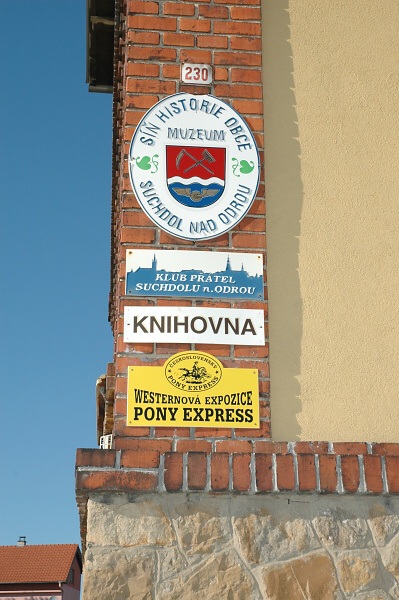 230
SÍŇ HISTORIE OBCE
MUZEUM
SUCHDOL NAD ODROU
KLUB PŘÁTEL
SUCHDOLU n. ODROU
KNIHOVNA
ČESKOSLOVENSKÝ
PONY EXPRESS
WESTERNOVÁ EXPOZICE
PONY EXPRESS